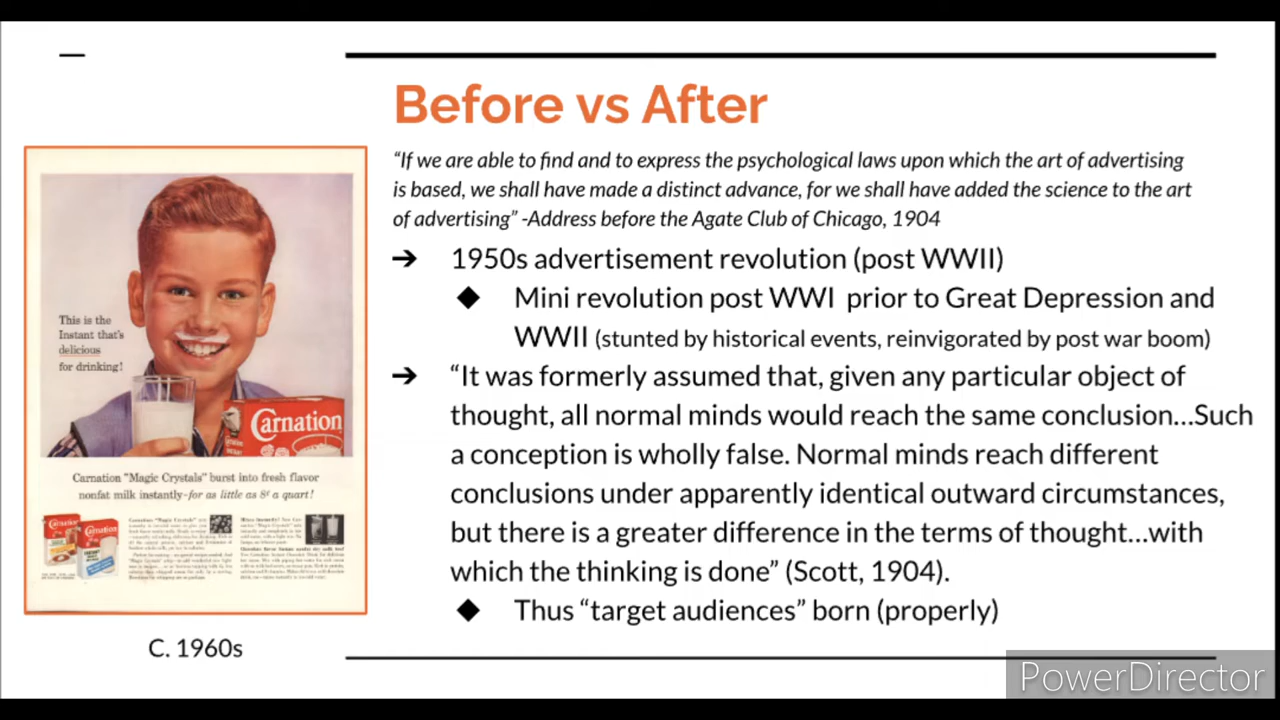 Before vs After
“If we are able to find and to express the psychological laws upon which the art of advertising
is based, we shall have made a distinct advance, for we shall have added the science to the art
of advertising” -Address before the Agate Club of Chicago, 1904
➔ 1950s advertisement revolution (post WWII)
◆ Mini revolution post WWI prior to Great Depression and
WWII (stunted by historical events, reinvigorated by post war boom)
➔ “It was formerly assumed that, given any particular object of
thought, all normal minds would reach the same conclusion...Such
a conception is wholly false. Normal minds reach different
conclusions under apparently identical outward circumstances,
but there is a greater difference in the terms of thought...with
which the thinking is done” (Scott, 1904).
◆ Thus “target audiences” born (properly)
This is the
Instant that's
delicious
for drinking!
Carnation
Carnation “Magic Crystals” burst into fresh flavor
nonfat milk instantly—for as little as 8¢ a quart!
Carnation
Carnation
C. 1960s
PowerDirector